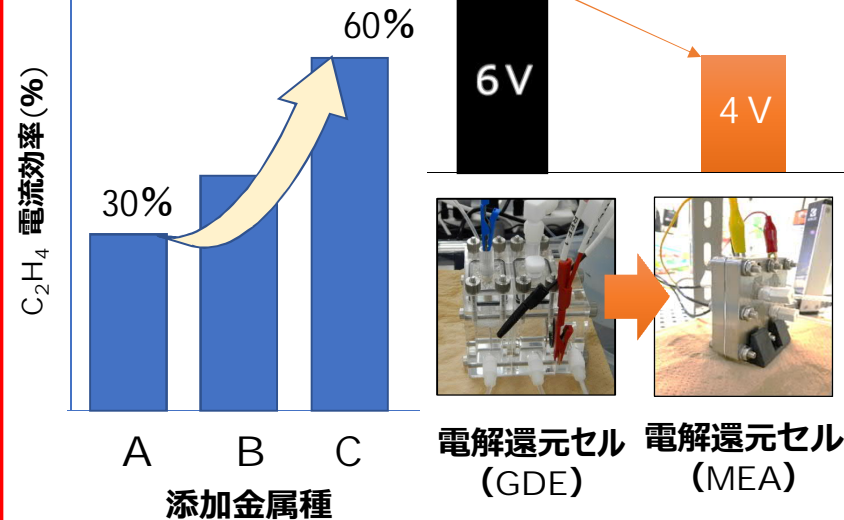 60%
30%
C₂H₄ 電流効率(%)
A B C
添加金属種
6V
4 V
電解還元セル
（GDE）
電解還元セル
（MEA）